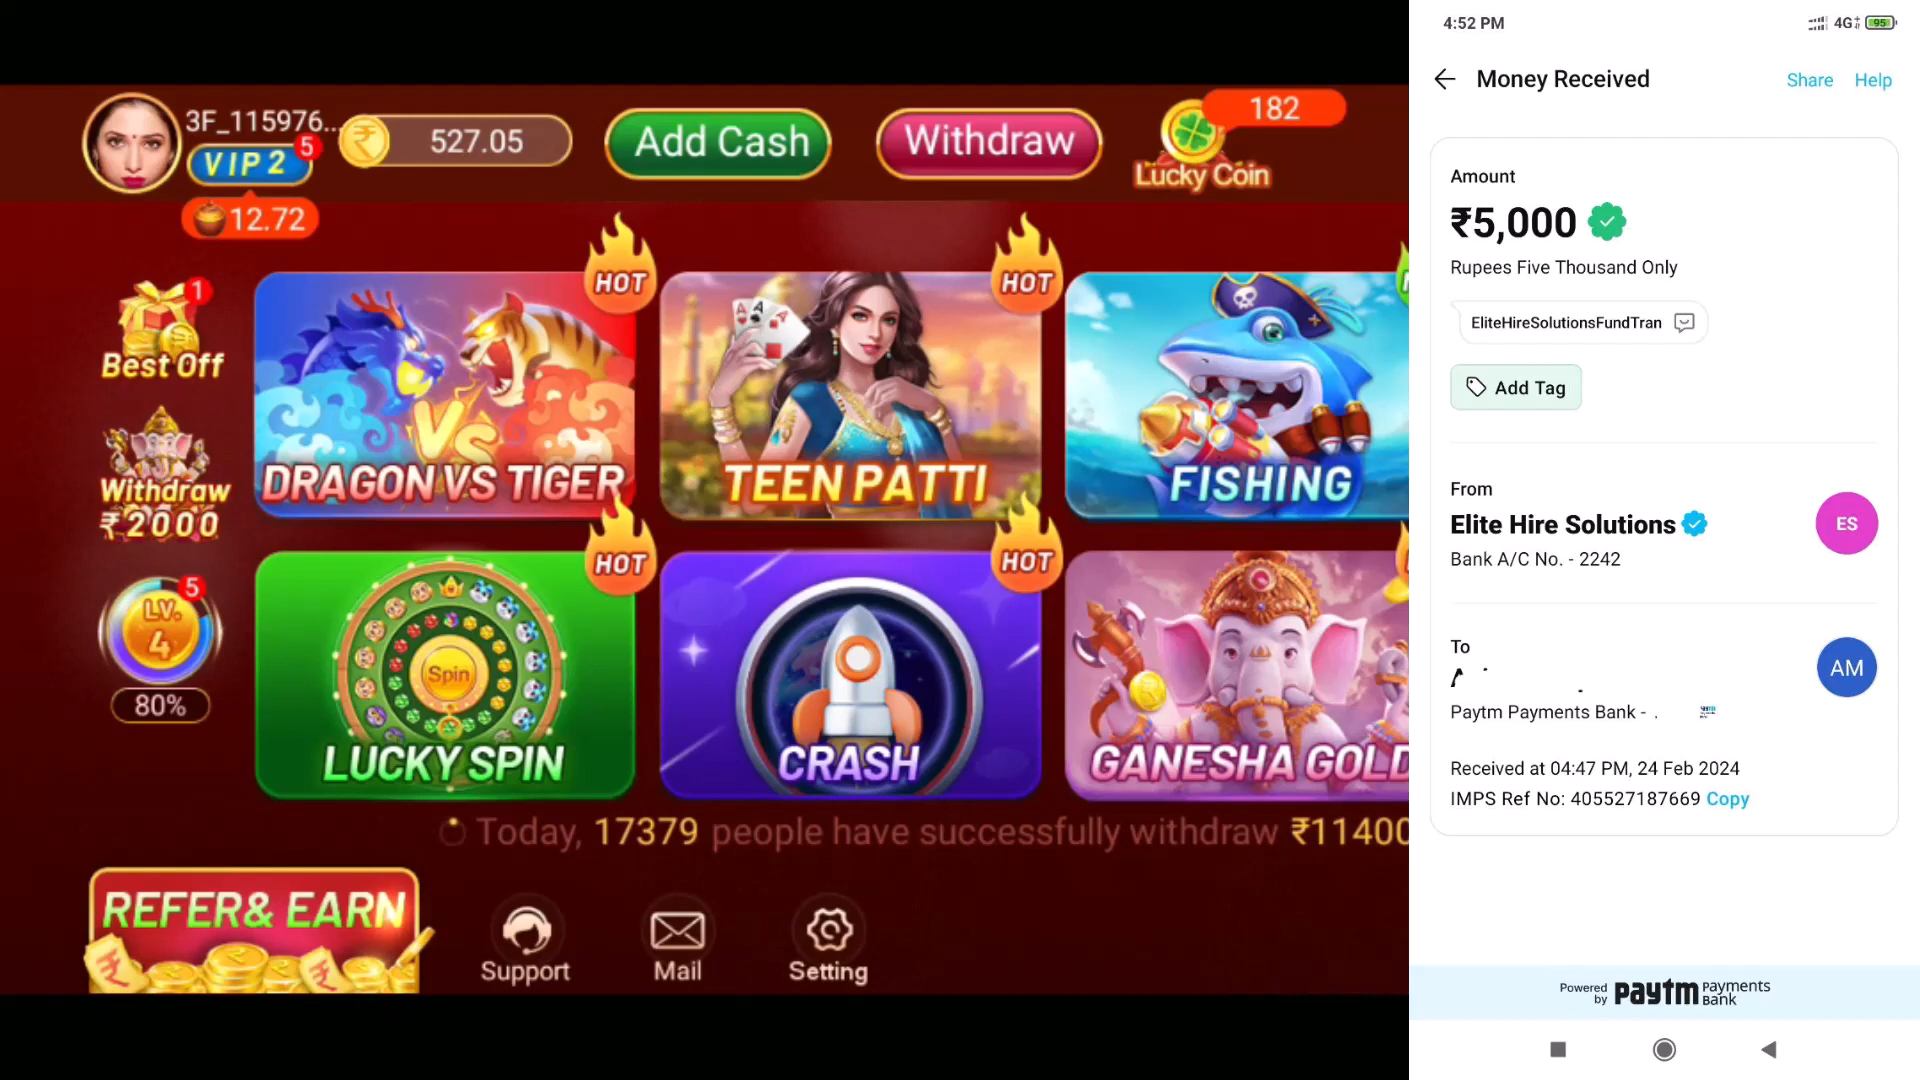 3F_115976...
VIP 2
5
12.72
527.05
Add Cash
Withdraw
182
Lucky Coin
1
Best Off
Withdraw
₹2000
5
LV.
4
80%
HOT
Vs
DRAGON VS TIGER
HOT
TEEN PATTI
FISHING
HOT
Spin
LUCKY SPIN
HOT
CRASH
GANESHA GOLD
Today, 17379 people have successfully withdraw ₹11400
REFER& EARN
Support
Mail
Setting
4:52 PM
4G+
95
Money Received
Share
Help
Amount
₹5,000
Rupees Five Thousand Only
EliteHireSolutionsFundTran
Add Tag
From
Elite Hire Solutions
Bank A/C No. - 2242
ES
To
AM
Paytm Payments Bank -
Received at 04:47 PM, 24 Feb 2024
IMPS Ref No: 405527187669 Copy
Powered by paytm Payments Bank